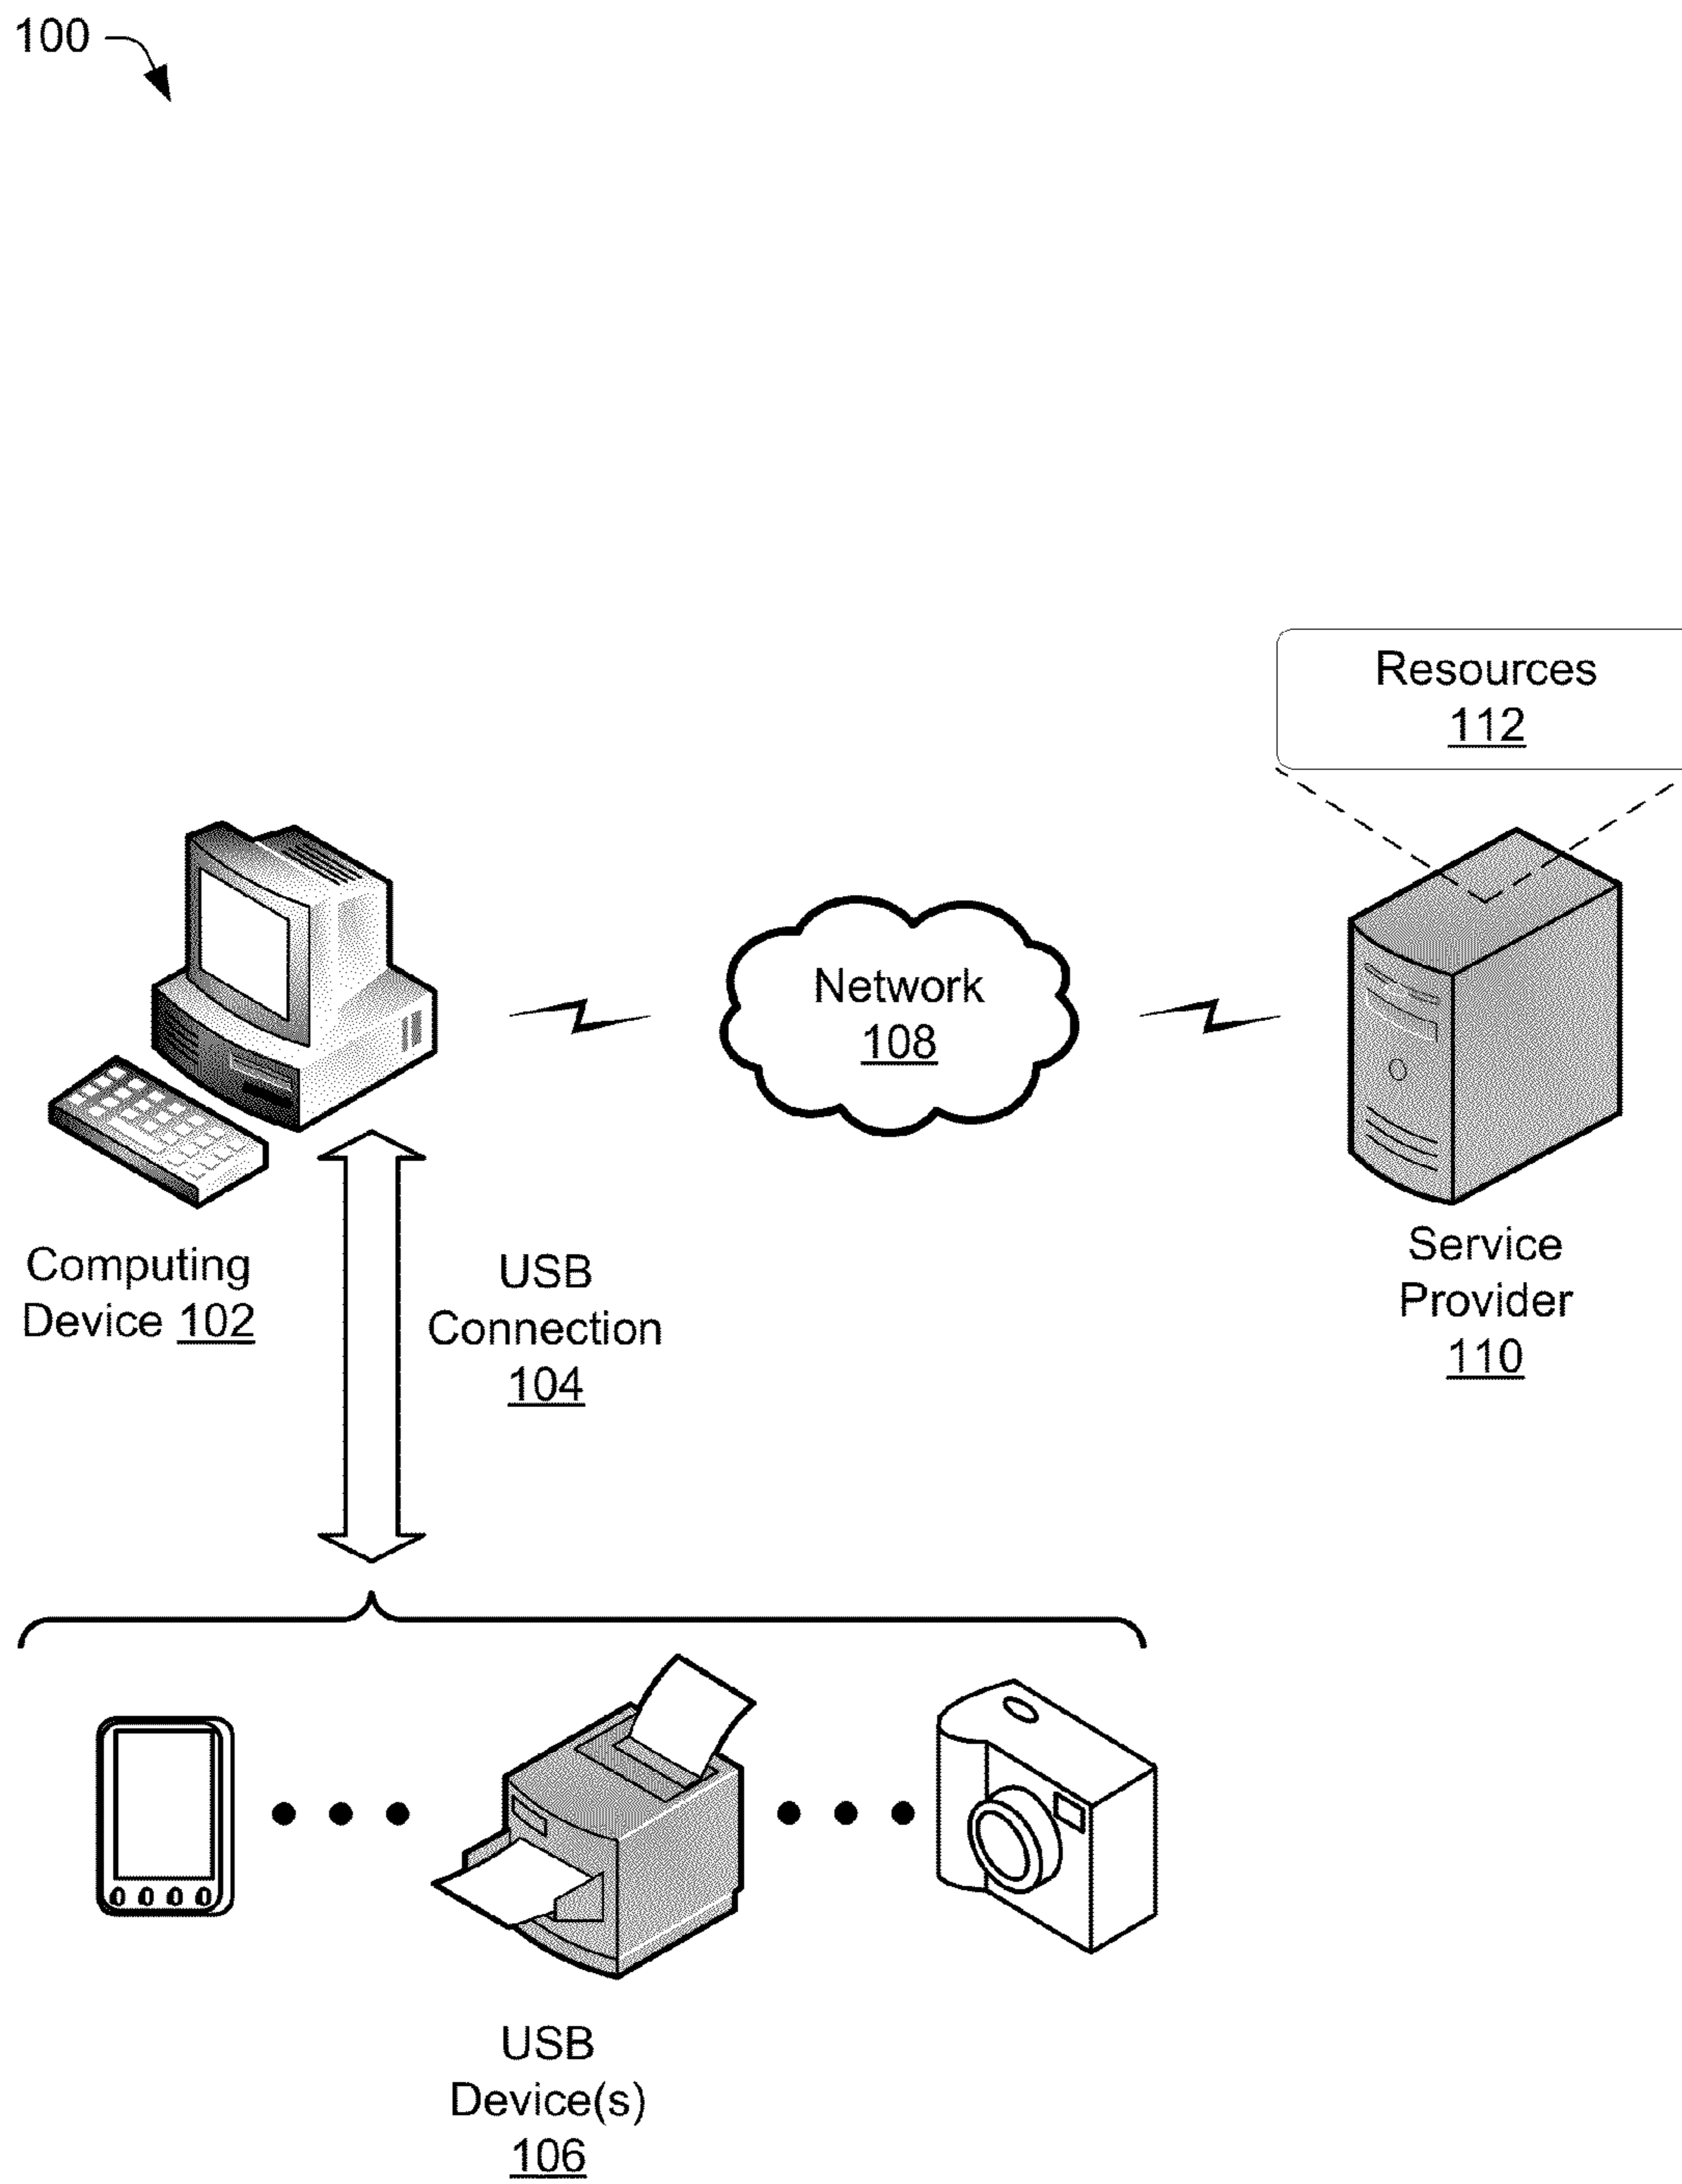 100
Resources
112
Network
108
Computing
Device 102
USB
Connection
104
Service
Provider
110
USB
Device(s)
106